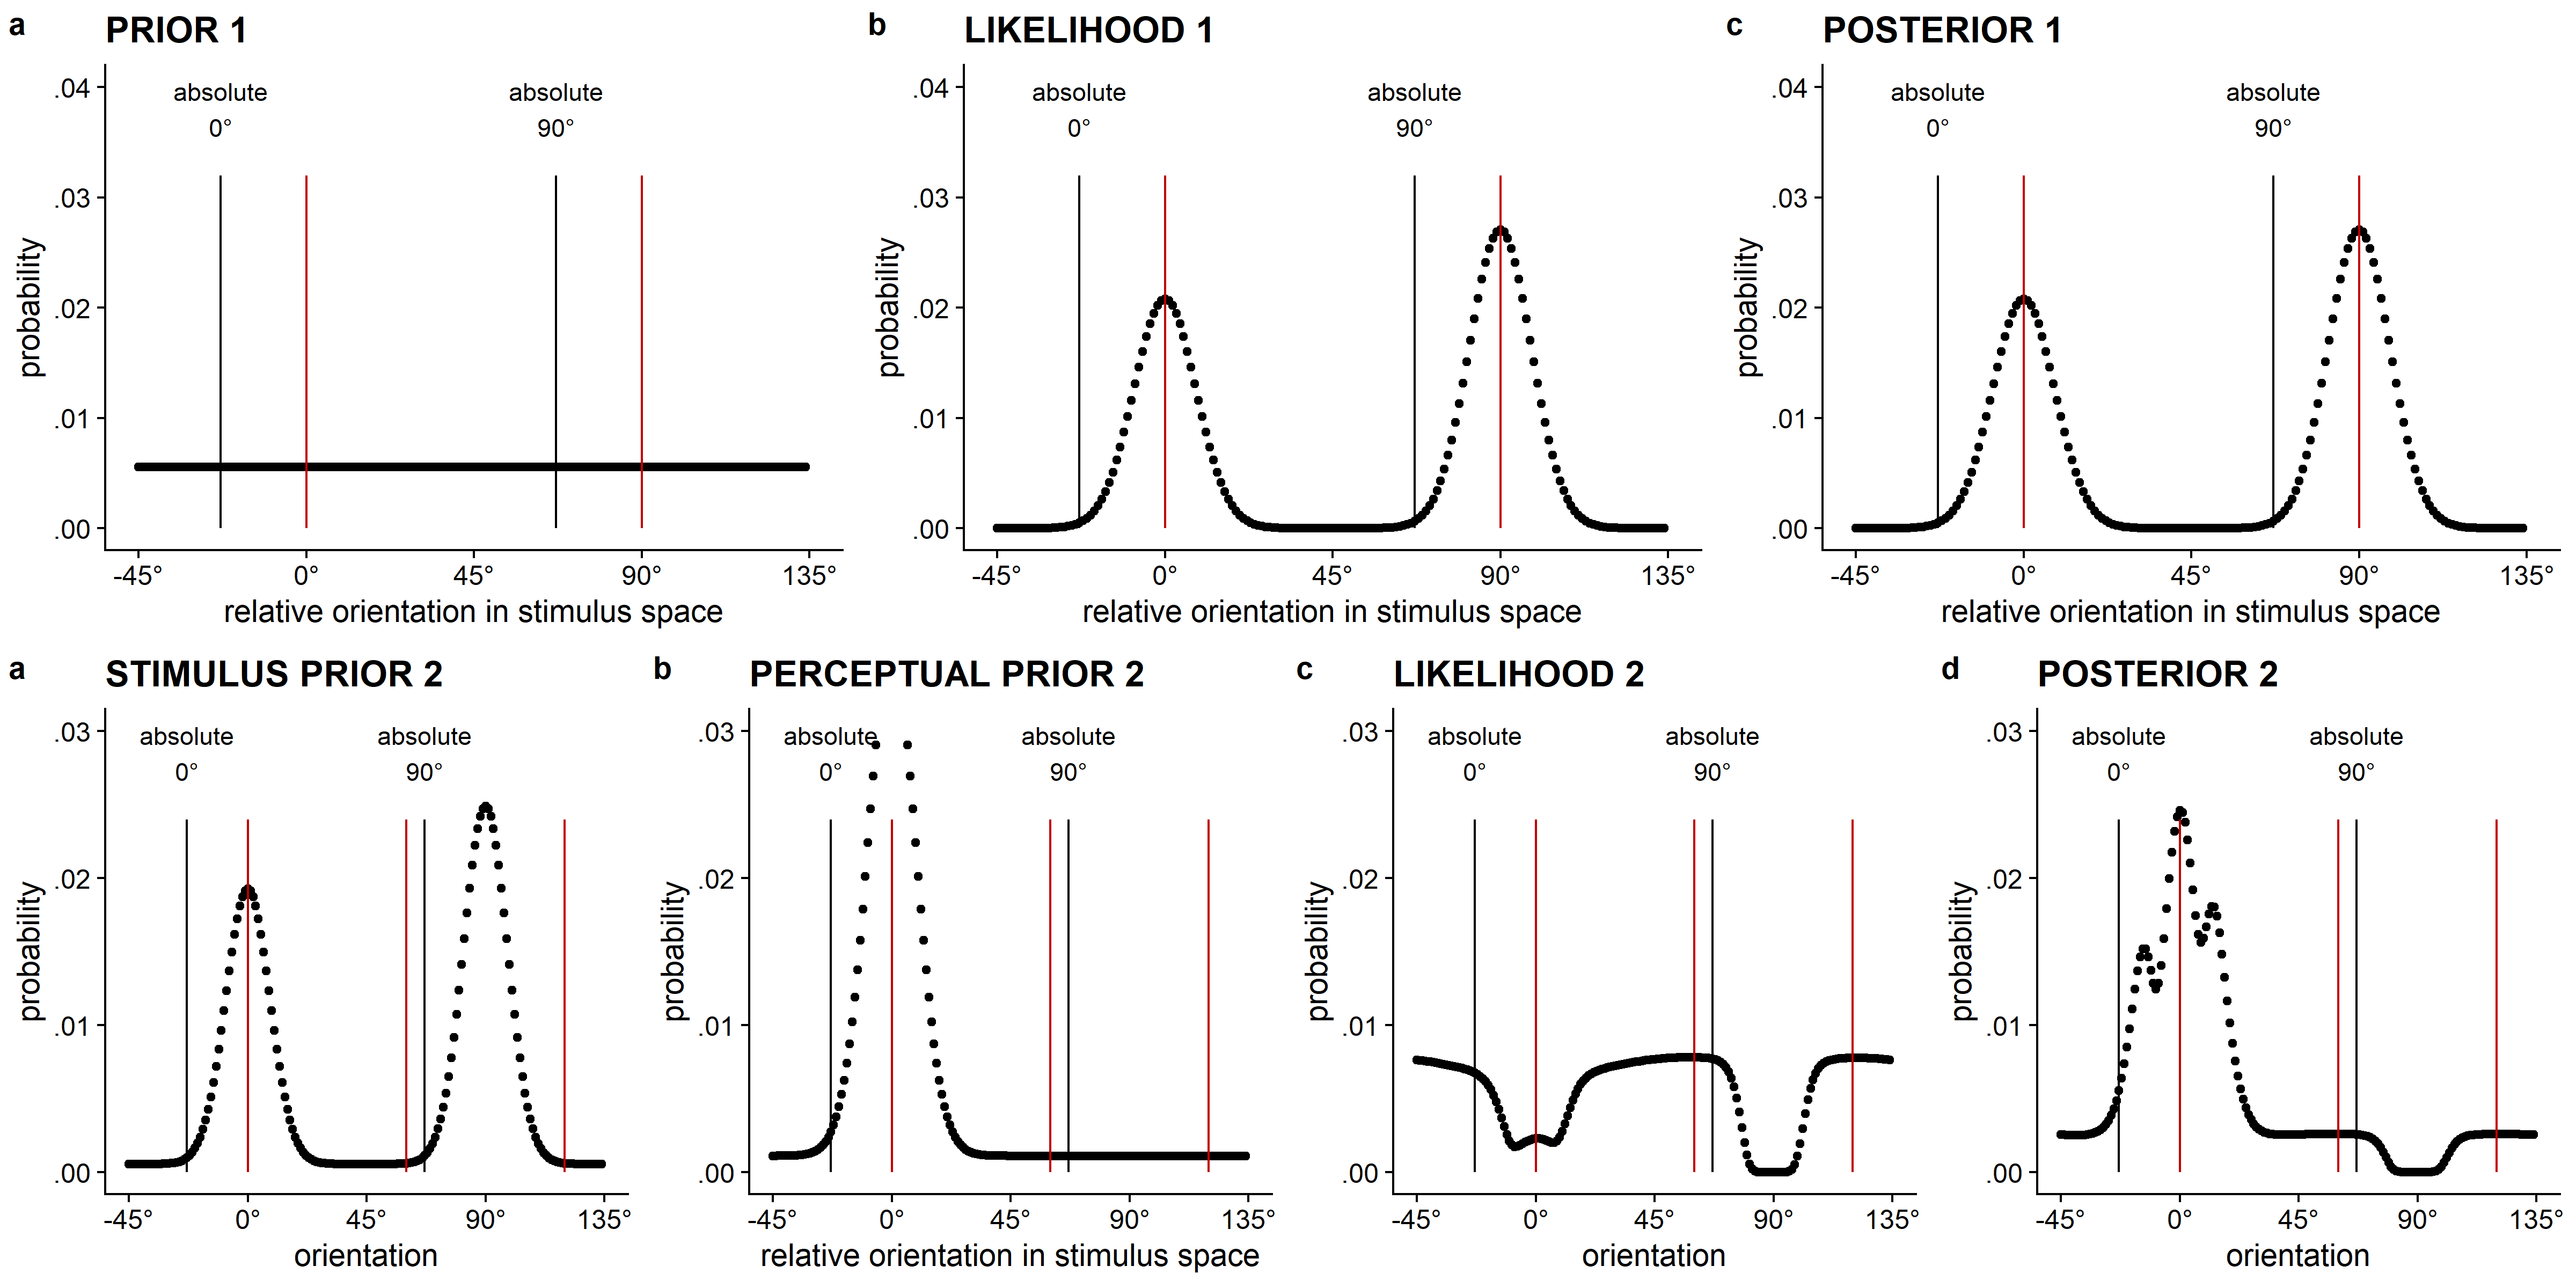 a PRIOR 1
.04
.03
.02
.01
.00
absolute
0°
absolute
90°
probability
-45° 0° 45° 90° 135°
relative orientation in stimulus space
b LIKELIHOOD 1
.04
.03
.02
.01
.00
absolute
0°
absolute
90°
probability
-45° 0° 45° 90° 135°
relative orientation in stimulus space
c POSTERIOR 1
.04
.03
.02
.01
.00
absolute
0°
absolute
90°
probability
-45° 0° 45° 90° 135°
relative orientation in stimulus space
a STIMULUS PRIOR 2
.03
.02
.01
.00
absolute
0°
absolute
90°
probability
-45° 0° 45° 90° 135°
orientation
b PERCEPTUAL PRIOR 2
.03
.02
.01
.00
absolute
0°
absolute
90°
probability
-45° 0° 45° 90° 135°
relative orientation in stimulus space
c LIKELIHOOD 2
.03
.02
.01
.00
absolute
0°
absolute
90°
probability
-45° 0° 45° 90° 135°
orientation
d POSTERIOR 2
.03
.02
.01
.00
absolute
0°
absolute
90°
probability
-45° 0° 45° 90° 135°
orientation